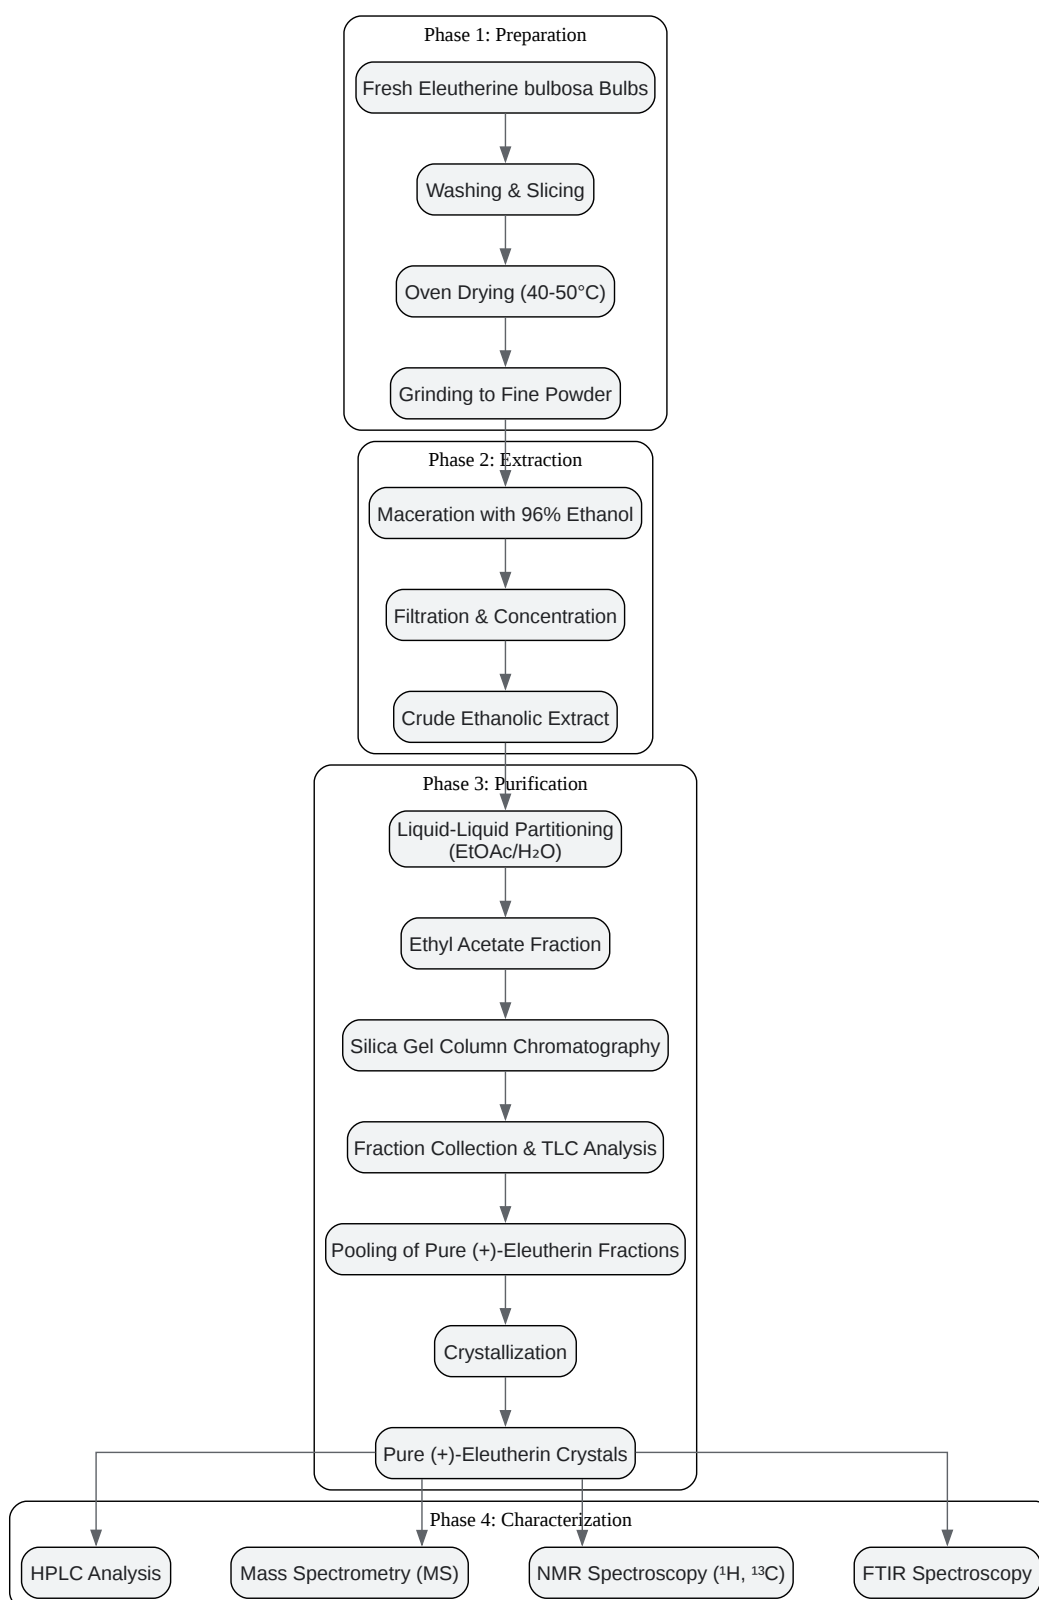 Phase 1: Preparation
Fresh Eleutherine bulbosa Bulbs
Washing & Slicing
Oven Drying (40-50°C)
Grinding to Fine Powder
Phase 2: Extraction
Maceration with 96% Ethanol
Filtration & Concentration
Crude Ethanolic Extract
Phase 3: Purification
Liquid-Liquid Partitioning
(EtOAc/H₂O)
Ethyl Acetate Fraction
Silica Gel Column Chromatography
Fraction Collection & TLC Analysis
Pooling of Pure (+)-Eleutherin Fractions
Crystallization
Pure (+)-Eleutherin Crystals
Phase 4: Characterization
HPLC Analysis
Mass Spectrometry (MS)
NMR Spectroscopy (¹H, ¹³C)
FTIR Spectroscopy